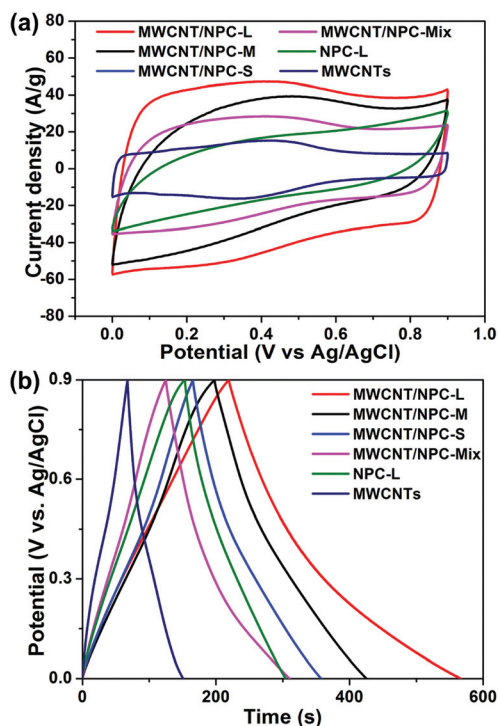 (a)
MWCNT/NPC-L MWCNT/NPC-Mix
MWCNT/NPC-M NPC-L
MWCNT/NPC-S MWCNTs
Current density (A/g)
80
60
40
20
0
-20
-40
-60
-80
0.0 0.2 0.4 0.6 0.8 1.0
Potential (V vs Ag/AgCl)
(b)
MWCNT/NPC-L
MWCNT/NPC-M
MWCNT/NPC-S
MWCNT/NPC-Mix
NPC-L
MWCNTs
Potential (V vs. Ag/AgCl)
0.9
0.6
0.3
0.0
0 200 400 600
Time (s)